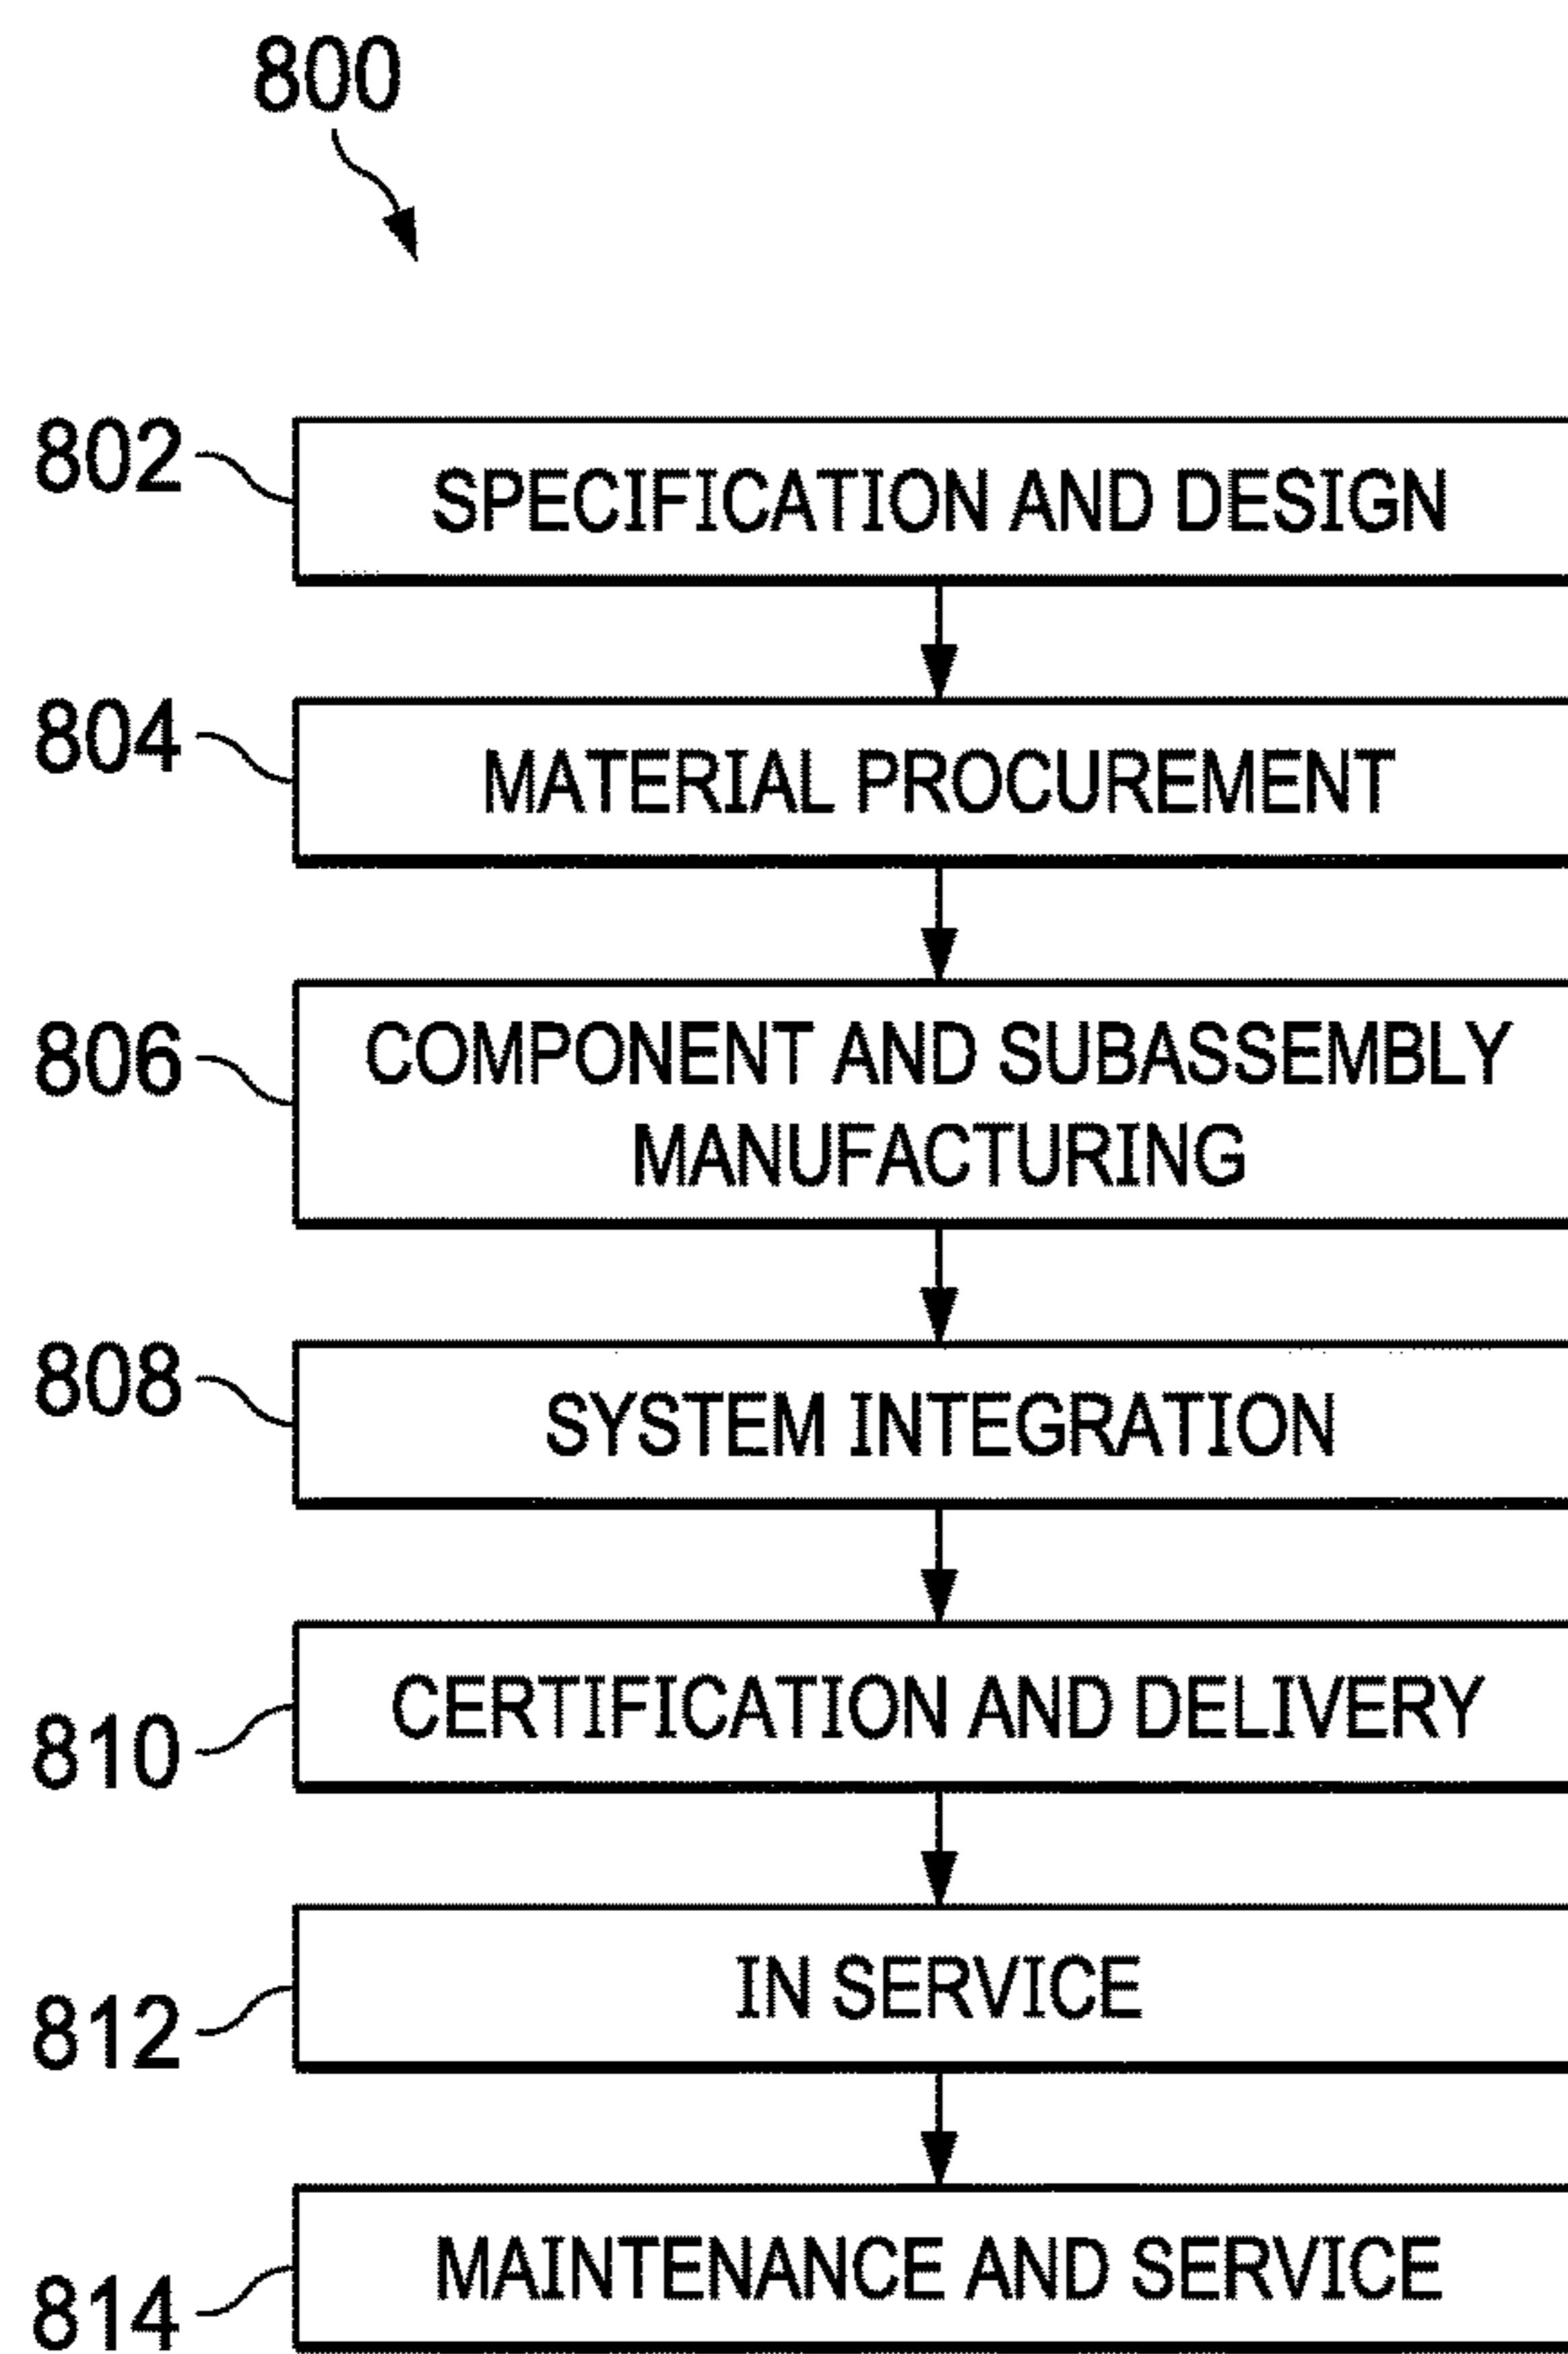 800
802
SPECIFICATION AND DESIGN
804
MATERIAL PROCUREMENT
806
COMPONENT AND SUBASSEMBLY
MANUFACTURING
808
SYSTEM INTEGRATION
810
CERTIFICATION AND DELIVERY
812
IN SERVICE
814
MAINTENANCE AND SERVICE